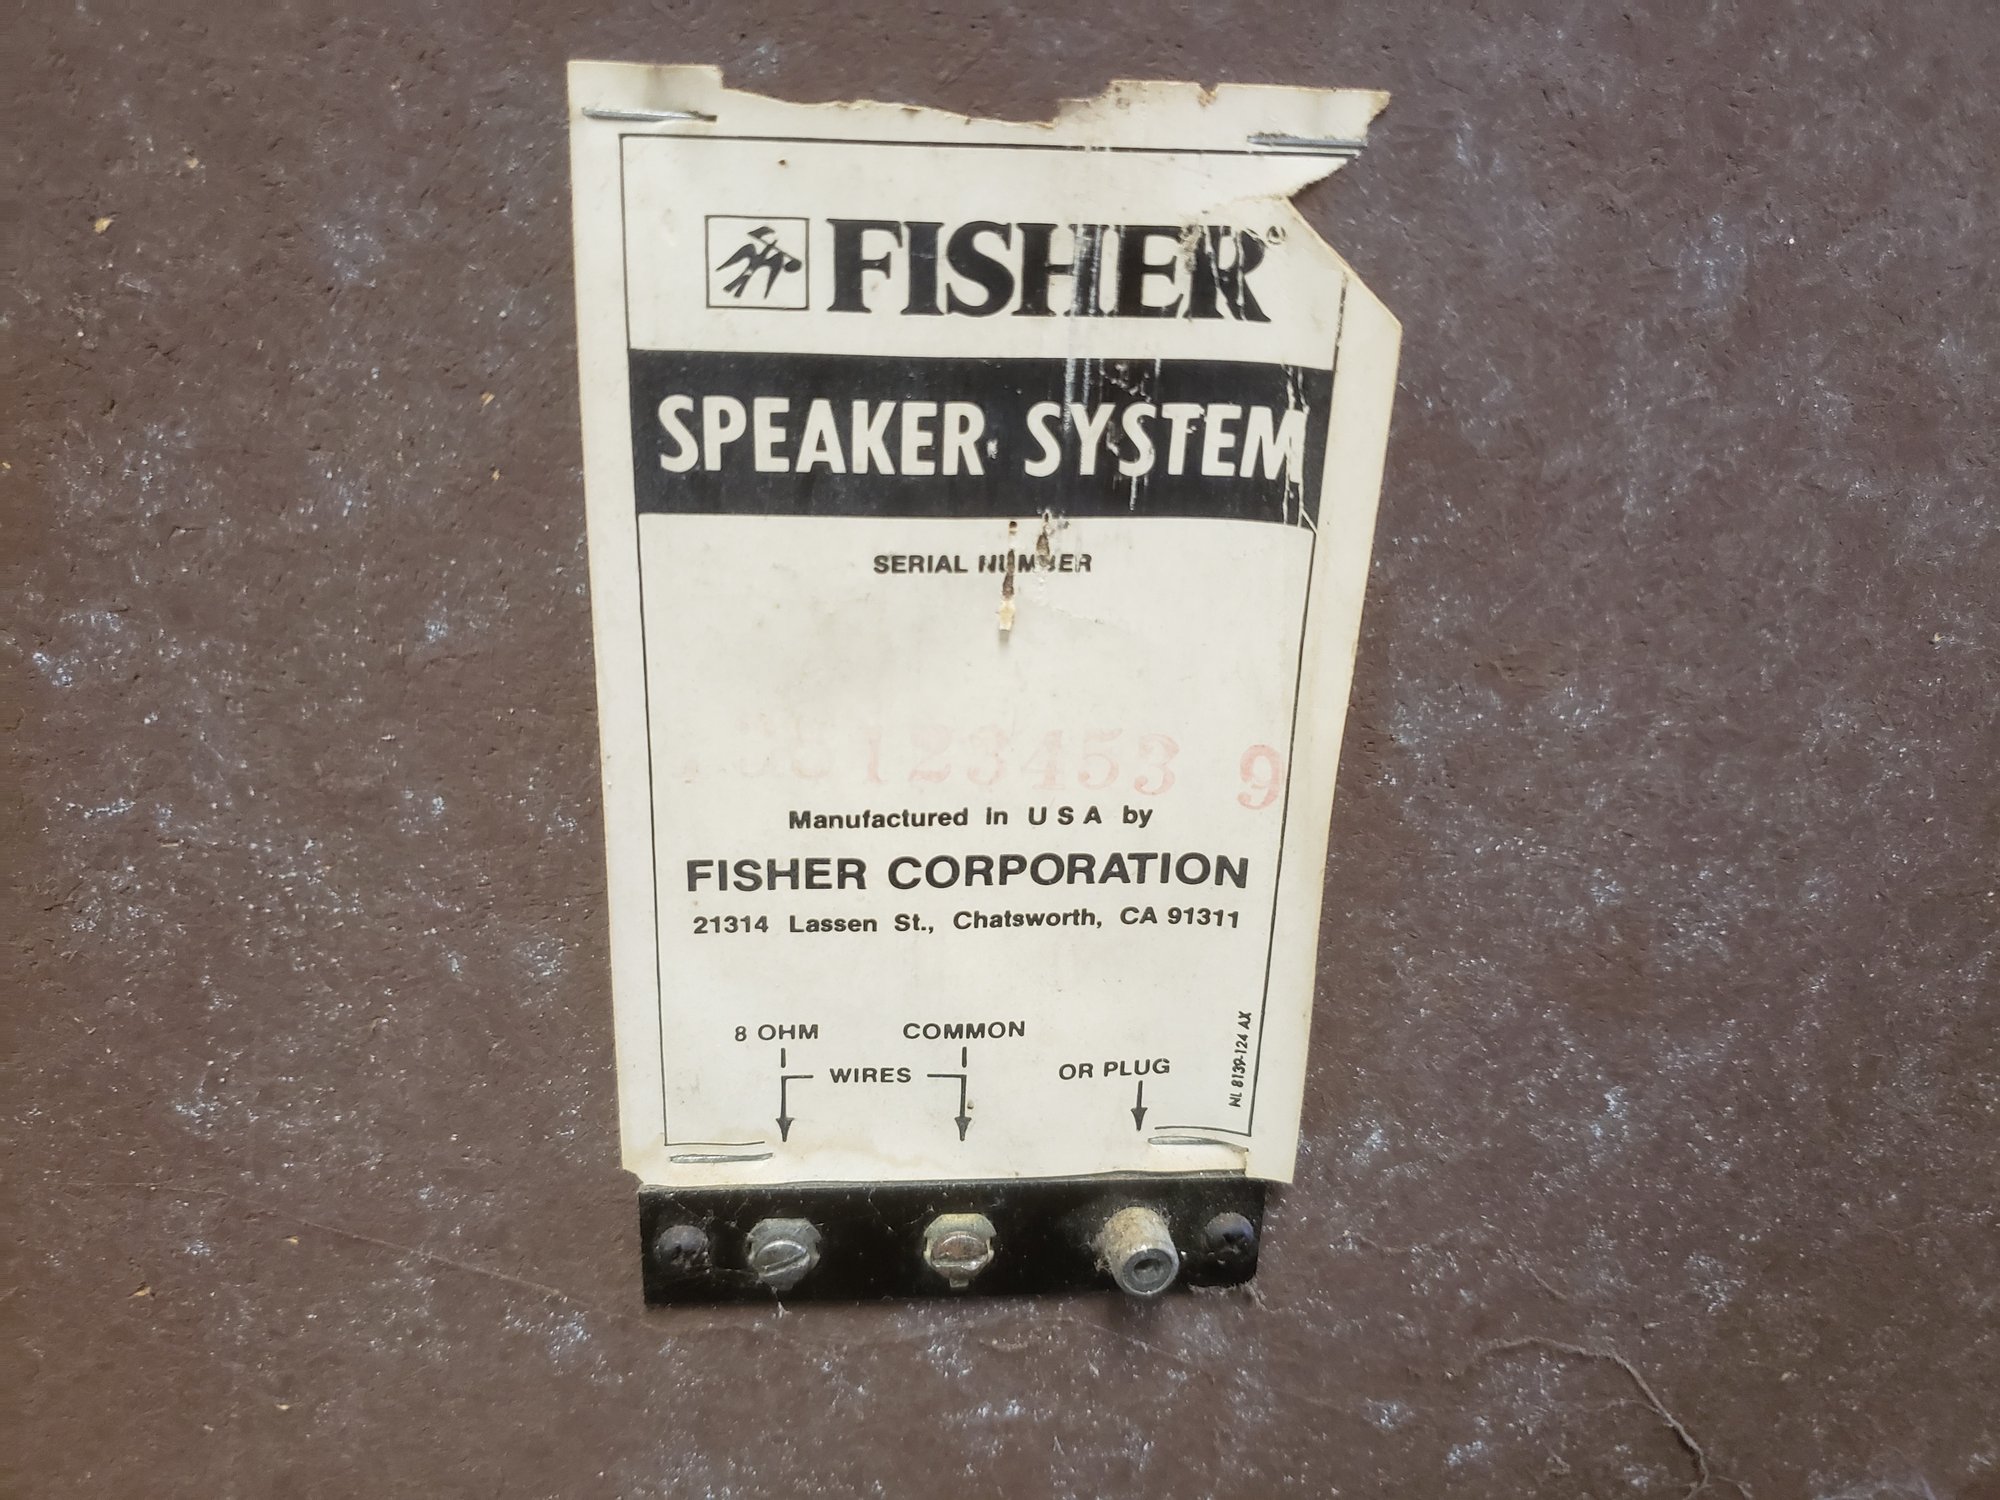 FISHER®
SPEAKER SYSTEM
SERIAL NUMBER
123453 9
Manufactured in U S A by
FISHER CORPORATION
21314 Lassen St., Chatsworth, CA 91311
8 OHM COMMON
WIRES
OR PLUG
NL 8139-124 AX